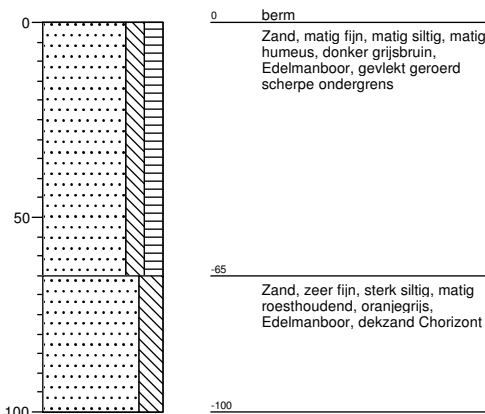 0
0 berm
Zand, matig fijn, matig siltig, matig
humeus, donker grijsbruin,
Edelmanboor, gevlekt geroerd
scherpe ondergrens
50
-65
Zand, zeer fijn, sterk siltig, matig
roesthoudend, oranjegrijs,
Edelmanboor, dekzand Chorizont
100
-100